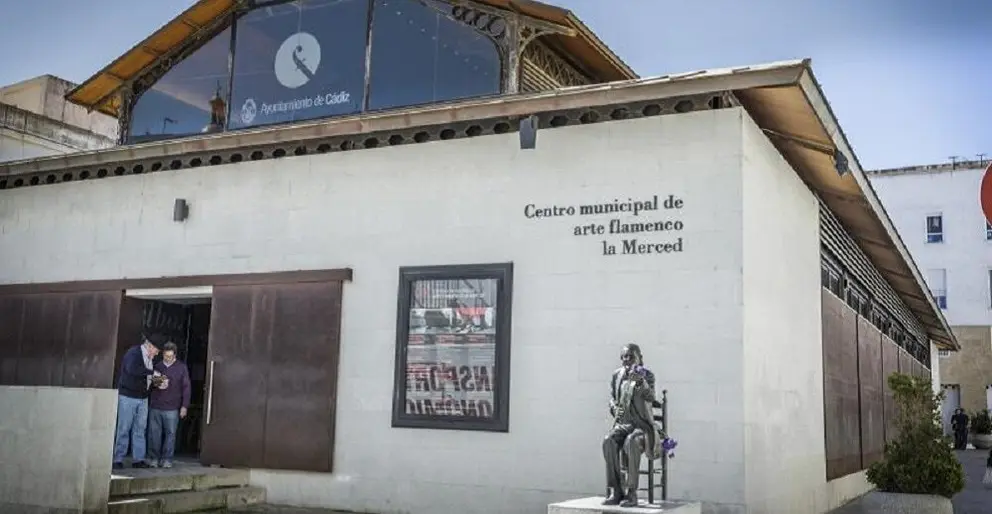 Ayuntamiento de Cádiz
Centro municipal de
arte flamenco
la Merced